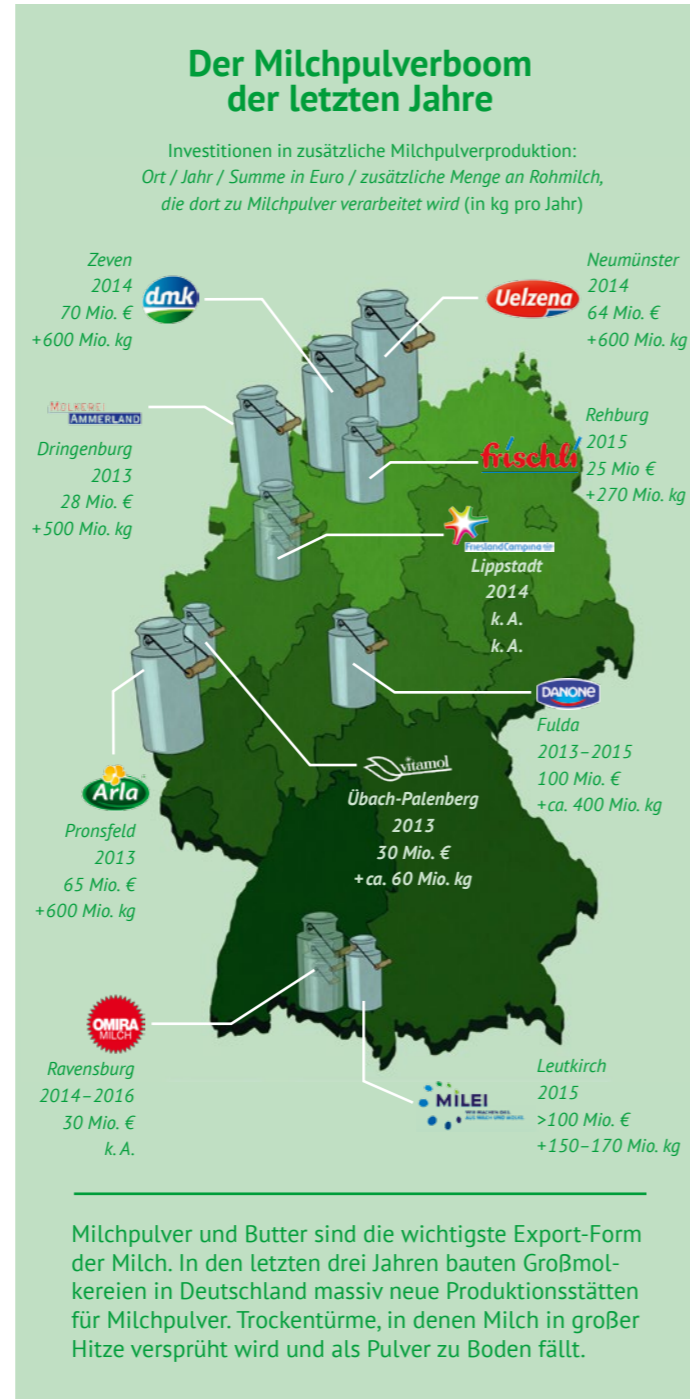 Der Milchpulverboom
der letzten Jahre
Investitionen in zusätzliche Milchpulverproduktion:
Ort / Jahr / Summe in Euro / zusätzliche Menge an Rohmilch,
die dort zu Milchpulver verarbeitet wird (in kg pro Jahr)
Zeven
2014
70 Mio. €
+600 Mio. kg
dmk
Uelzena
Neumünster
2014
64 Mio. €
+600 Mio. kg
MOLKEREI
AMMERLAND
Dringenburg
2013
28 Mio. €
+500 Mio. kg
frischli
Rehburg
2015
25 Mio €
+270 Mio. kg
FrieslandCampina
Lippstadt
2014
k. A.
k. A.
DANONE
Fulda
2013–2015
100 Mio. €
+ca. 400 Mio. kg
vitamol
Übach-Palenberg
2013
30 Mio. €
+ca. 60 Mio. kg
Arla
Pronsfeld
2013
65 Mio. €
+600 Mio. kg
OMIRA
MILCH
Ravensburg
2014–2016
30 Mio. €
k. A.
MILEI
WIR MACHEN DAS.
AUS MILCH UND MOLKE.
Leutkirch
2015
>100 Mio. €
+150–170 Mio. kg
Milchpulver und Butter sind die wichtigste Export-Form
der Milch. In den letzten drei Jahren bauten Großmol-
kereien in Deutschland massiv neue Produktionsstätten
für Milchpulver. Trockentürme, in denen Milch in großer
Hitze versprüht wird und als Pulver zu Boden fällt.